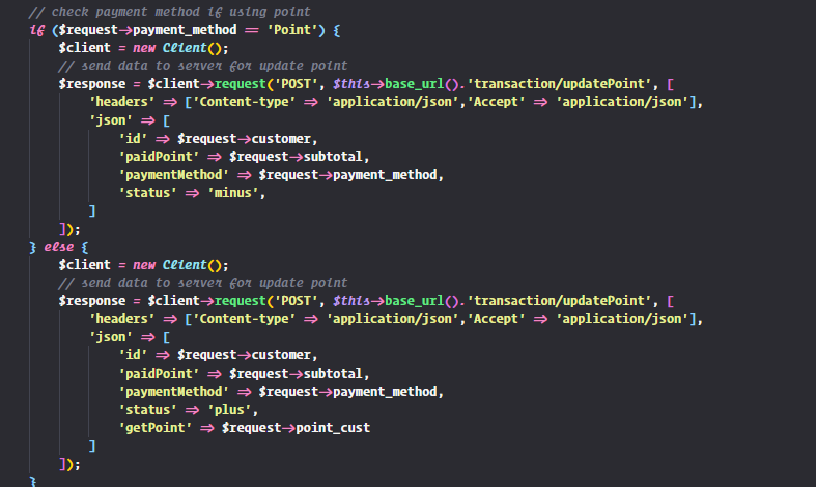 // check payment method if using point
if ($request->payment_method == 'Point') {
$client = new Client();
// send data to server for update point
$response = $client->request('POST', $this->base_url().'transaction/updatePoint', [
'headers' => ['Content-type' => 'application/json','Accept' => 'application/json'],
'json' => [
'id' => $request->customer,
'paidPoint' => $request->subtotal,
'paymentMethod' => $request->payment_method,
'status' => 'minus',
]
]);
} else {
$client = new Client();
// send data to server for update point
$response = $client->request('POST', $this->base_url().'transaction/updatePoint', [
'headers' => ['Content-type' => 'application/json','Accept' => 'application/json'],
'json' => [
'id' => $request->customer,
'paidPoint' => $request->subtotal,
'paymentMethod' => $request->payment_method,
'status' => 'plus',
'getPoint' => $request->point_cust
]
]);
}